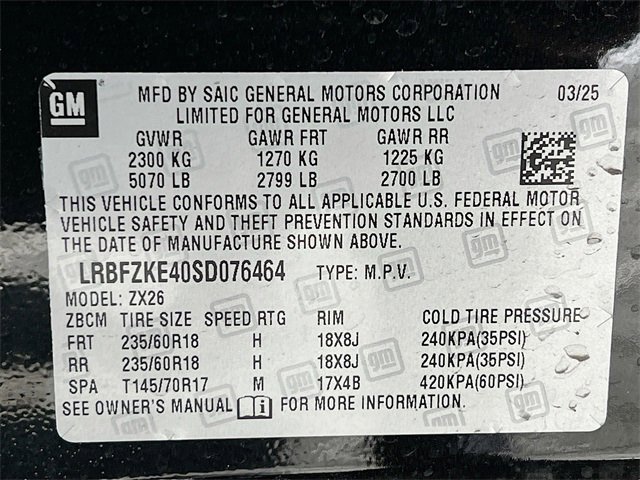 GM
MFD BY SAIC GENERAL MOTORS CORPORATION 03/25
LIMITED FOR GENERAL MOTORS LLC
GVWR GAWR FRT GAWR RR
2300 KG 1270 KG 1225 KG
5070 LB 2799 LB 2700 LB
THIS VEHICLE CONFORMS TO ALL APPLICABLE U.S. FEDERAL MOTOR
VEHICLE SAFETY AND THEFT PREVENTION STANDARDS IN EFFECT ON
THE DATE OF MANUFACTURE SHOWN ABOVE.
LRBFZKE40SD076464 TYPE: M.P.V.
MODEL: ZX26
ZBCM TIRE SIZE SPEED RTG RIM COLD TIRE PRESSURE
FRT 235/60R18 H 18X8J 240KPA(35PSI)
RR 235/60R18 H 18X8J 240KPA(35PSI)
SPA T145/70R17 M 17X4B 420KPA(60PSI)
SEE OWNER'S MANUAL FOR MORE INFORMATION.